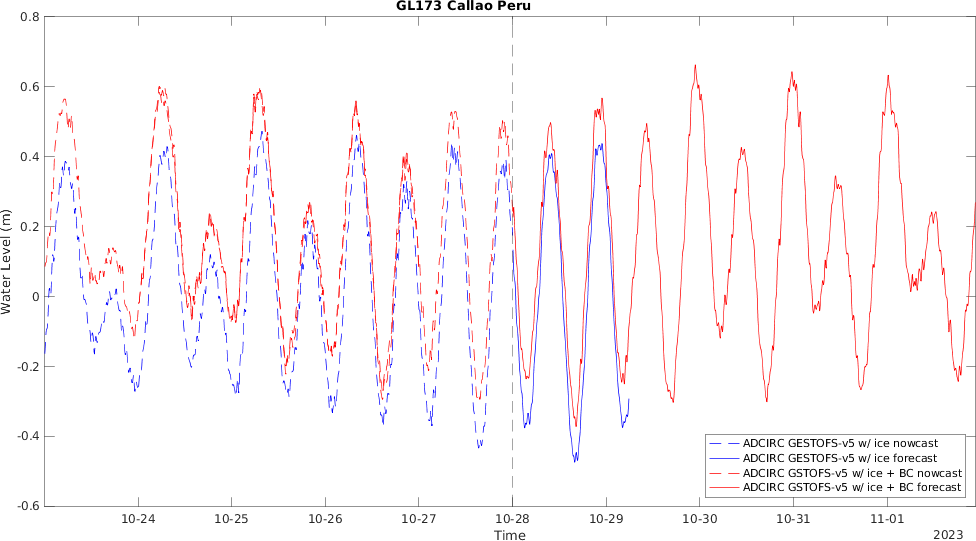 GL173 Callao Peru
Water Level (m)
0.8
0.6
0.4
0.2
0
-0.2
-0.4
-0.6
ADCIRC GESTOFS-v5 w/ ice nowcast
ADCIRC GESTOFS-v5 w/ ice forecast
ADCIRC GSTOFS-v5 w/ ice + BC nowcast
ADCIRC GSTOFS-v5 w/ ice + BC forecast
10-24 10-25 10-26 10-27 10-28 10-29 10-30 10-31 11-01
Time
2023